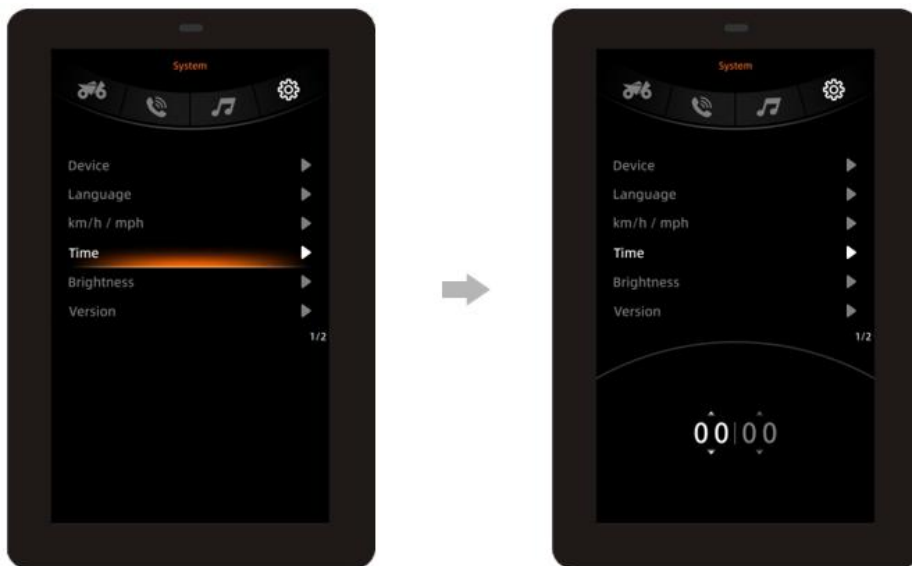 System
Device
Language
km/h / mph
Time
Brightness
Version
1/2
System
Device
Language
km/h / mph
Time
Brightness
Version
1/2
00|00